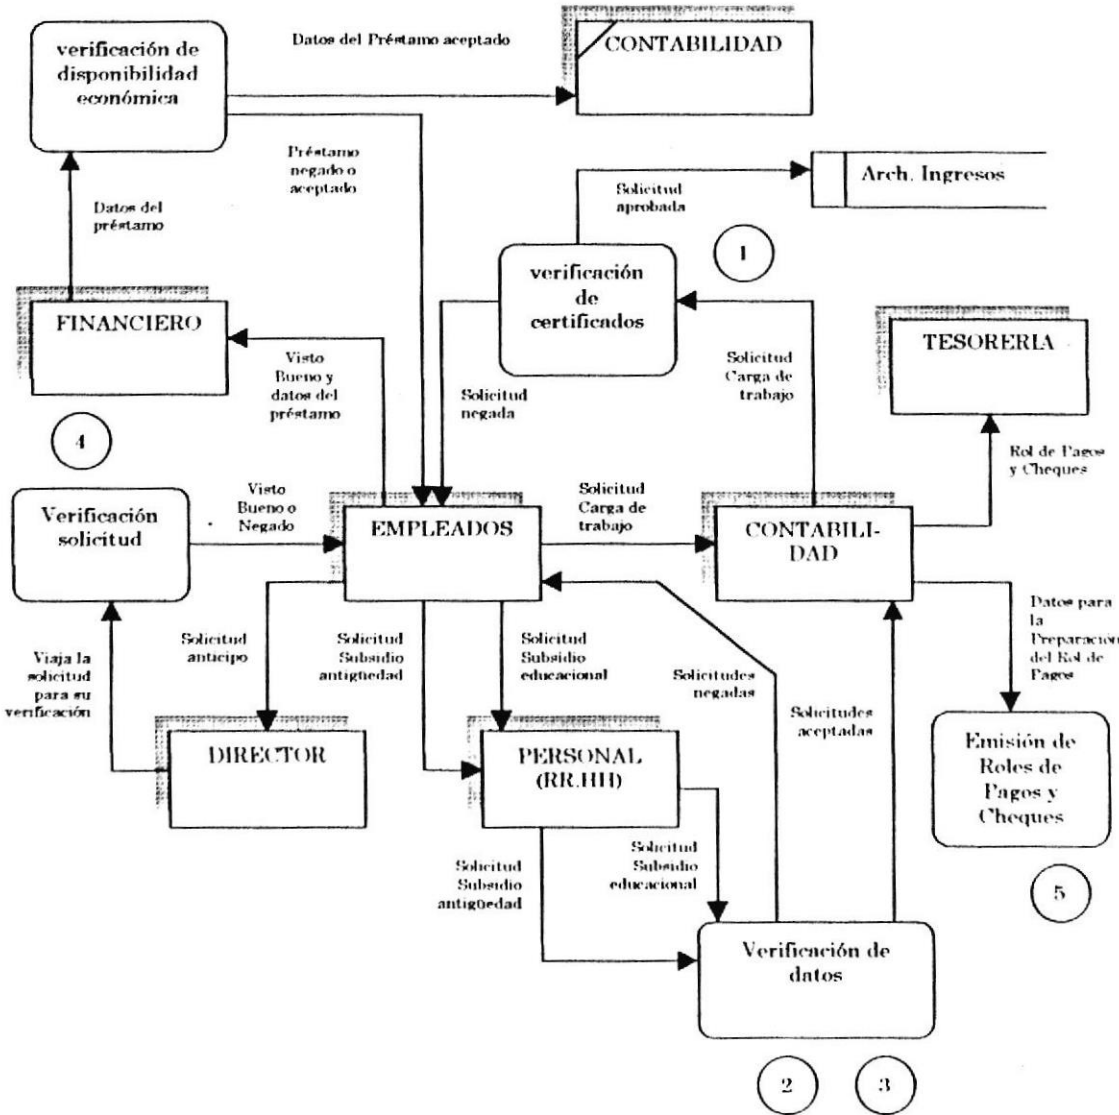 verificación de
disponibilidad
económica
Datos del Préstamo aceptado
CONTABILIDAD
Préstamo
negado o
aceptado
Solicitud
aprobada
Arch. Ingresos
Datos del
préstamo
1
verificación
de
certificados
FINANCIERO
TESORERIA
Visto
Bueno y
datos del
préstamo
Solicitud
negada
Solicitud
Carga de
trabajo
4
Rol de Pagos
y Cheques
Verificación
solicitud
Visto
Bueno o
Negado
EMPLEADOS
Solicitud
Carga de
trabajo
CONTABILI-
DAD
Viaja la
solicitud
para su
verificación
Solicitud
anticipo
Solicitud
Subsidio
antigüedad
Solicitud
Subsidio
educacional
Solicitudes
negadas
Solicitudes
aceptadas
Datos para
la
Preparación
del Rol de
Pagos
DIRECTOR
PERSONAL
(RR.HH)
Emisión de
Roles de
Pagos y
Cheques
Solicitud
Subsidio
antigüedad
Solicitud
Subsidio
educacional
5
Verificación de
datos
2
3